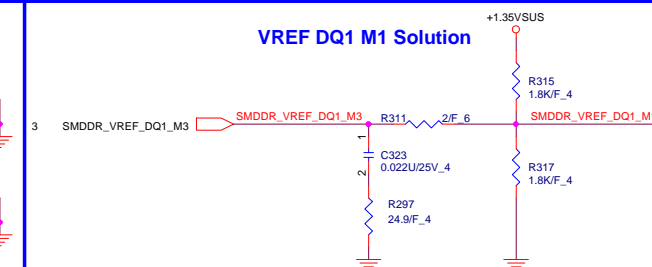 +1.35VSUS
VREF DQ1 M1 Solution
R315
1.8K/F_4
3 SMDDR_VREF_DQ1_M3 SMDDR_VREF_DQ1_M3 R311 2/F_6 SMDDR_VREF_DQ1_M1
1
C323
0.022U/25V_4
2
R317
1.8K/F_4
R297
24.9/F_4